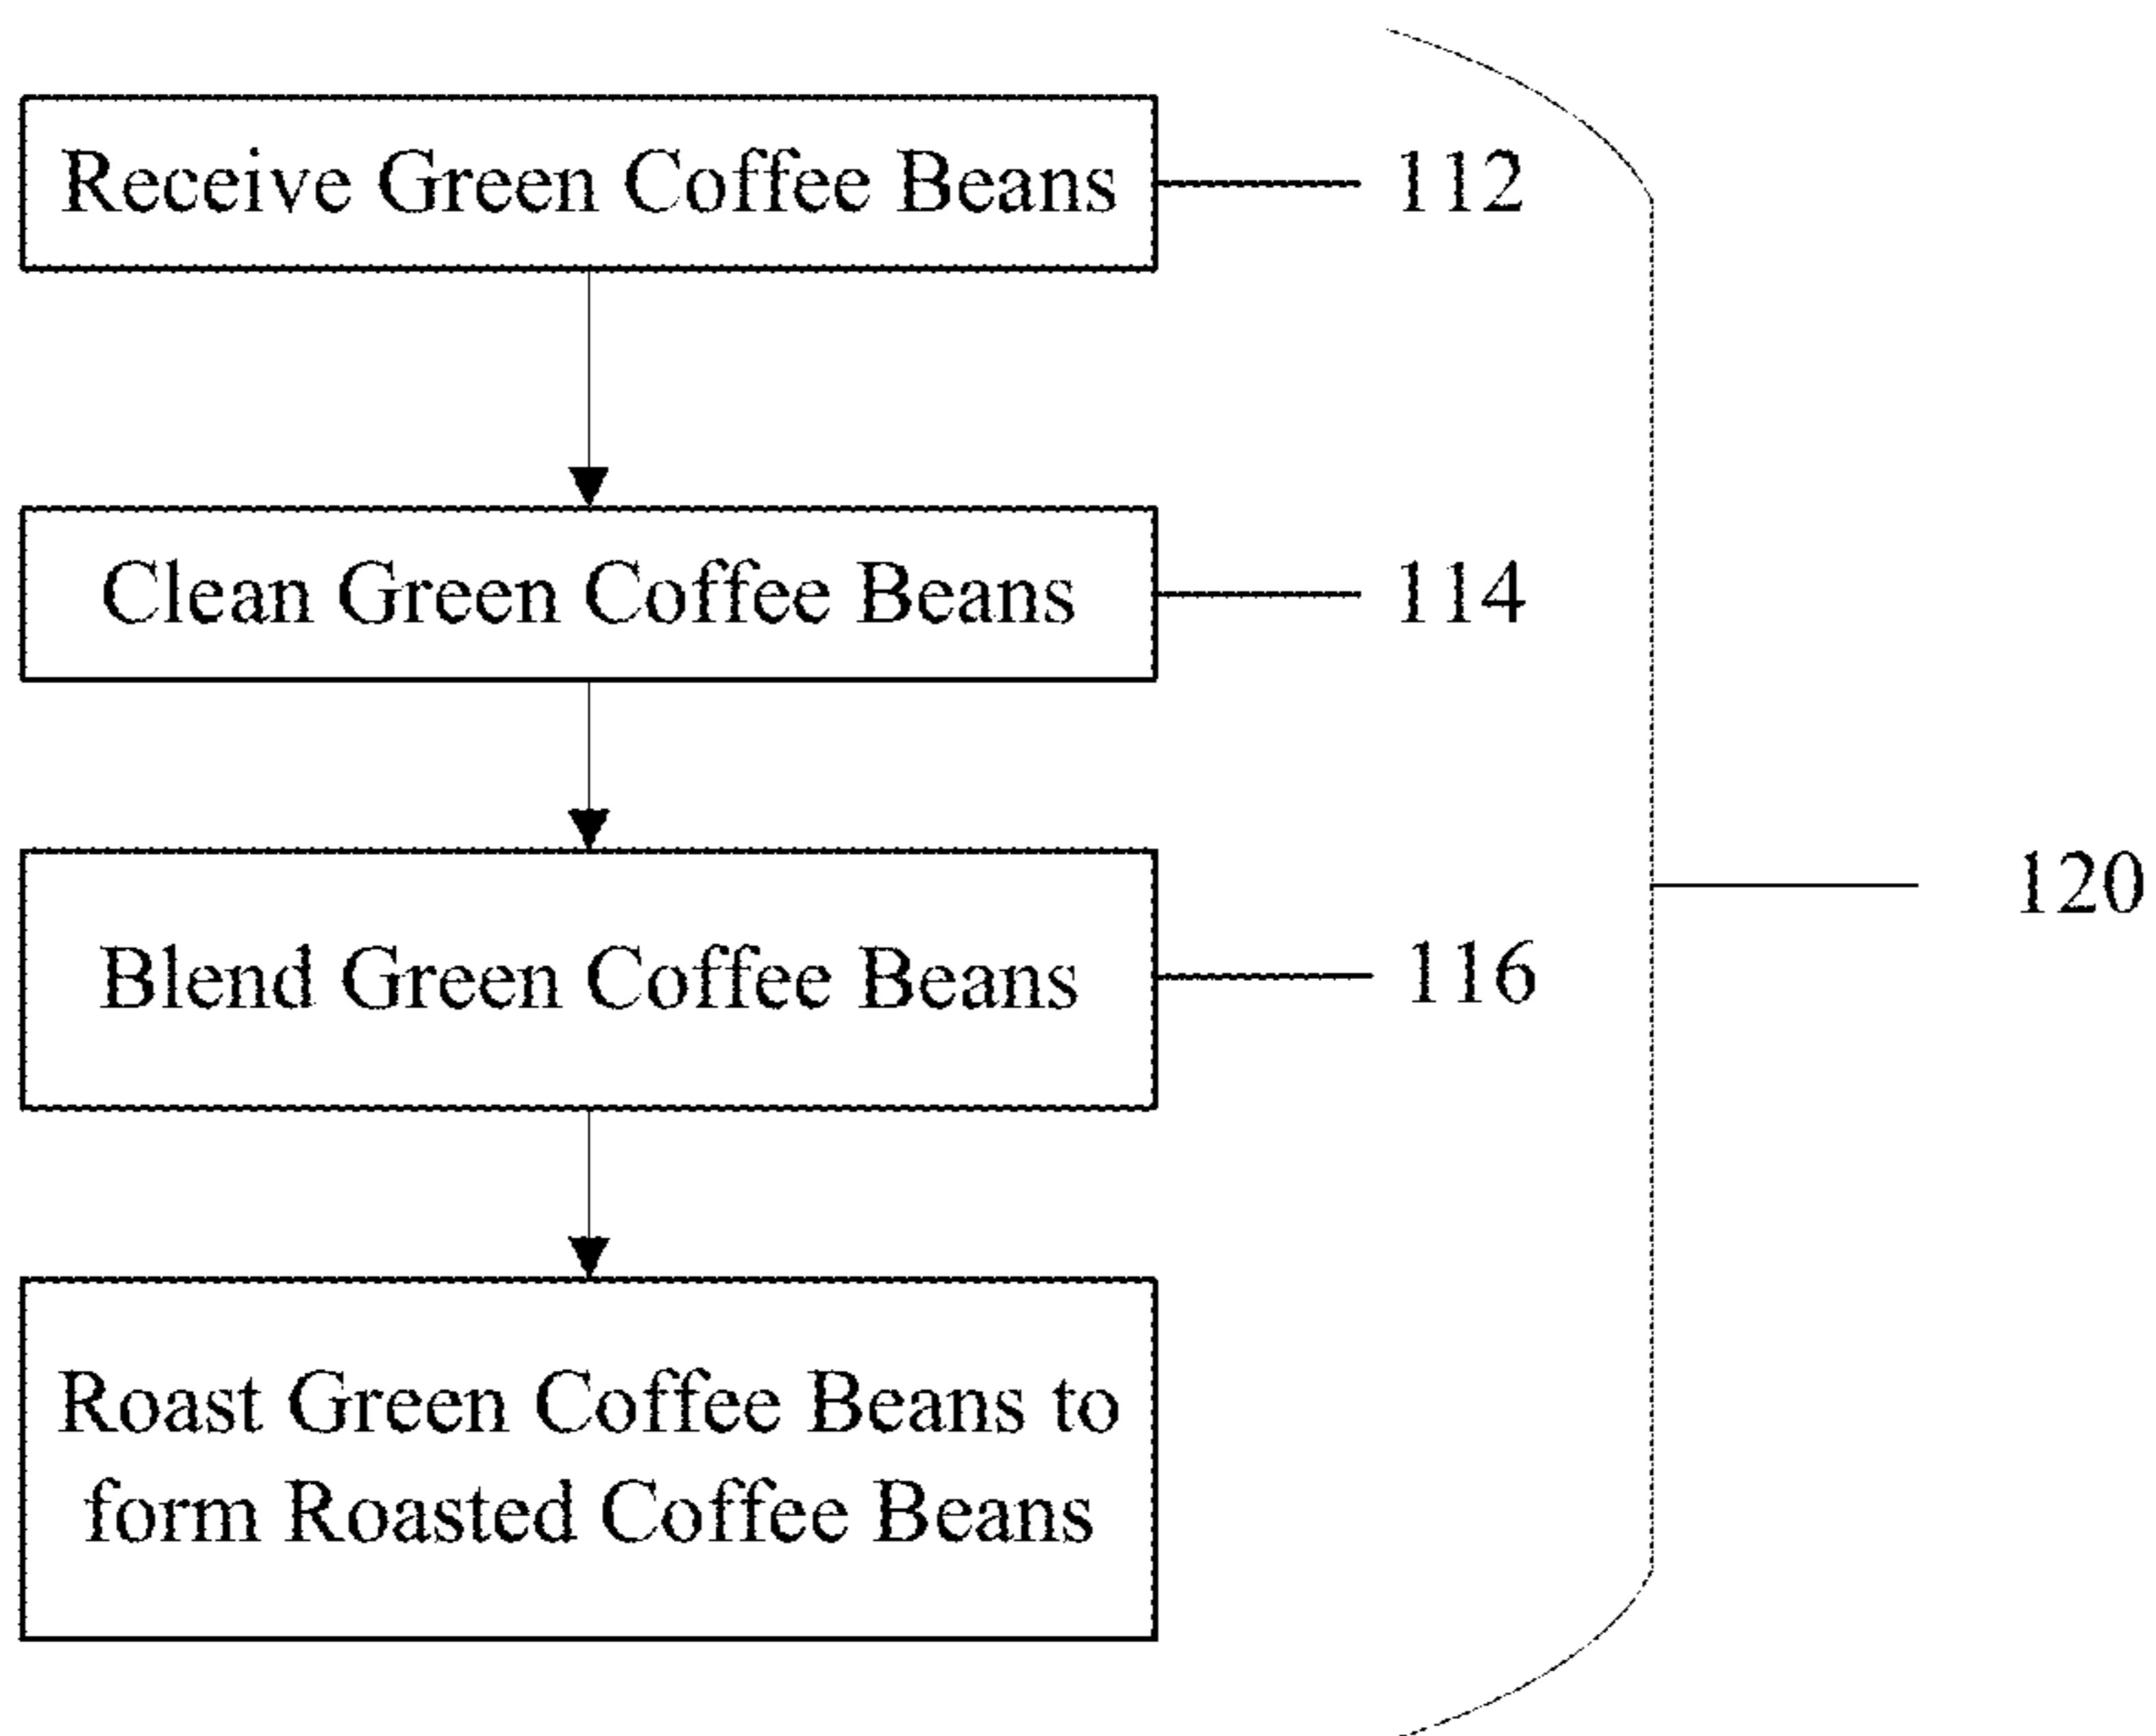 Receive Green Coffee Beans
112
Clean Green Coffee Beans
114
120
Blend Green Coffee Beans
116
Roast Green Coffee Beans to
form Roasted Coffee Beans